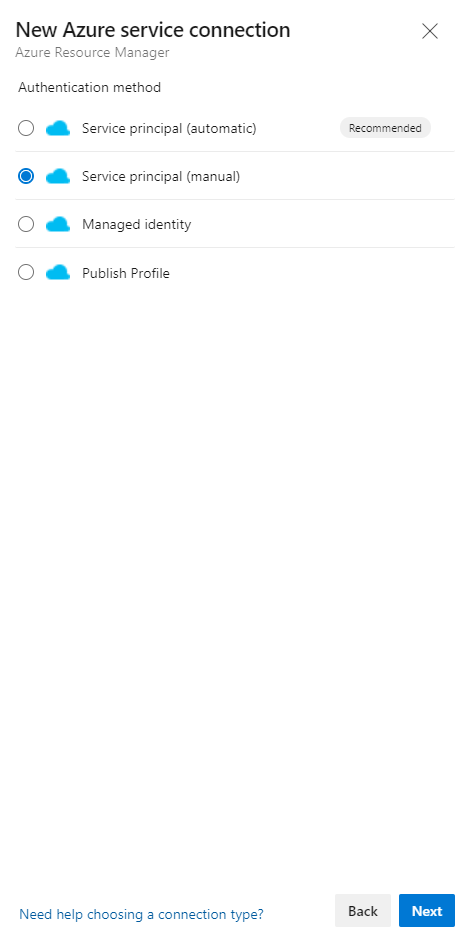 New Azure service connection
Azure Resource Manager
Authentication method
Service principal (automatic) Recommended
Service principal (manual)
Managed identity
Publish Profile
Need help choosing a connection type? Back Next